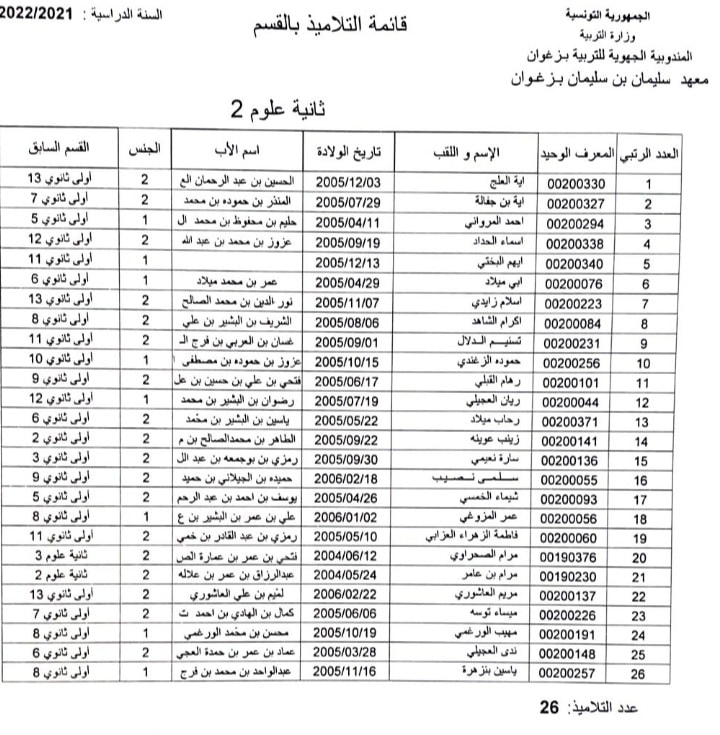 الجمهورية التونسية
وزارة التربية
المندوبية الجهوية للتربية بزغوان
معهد سليمان بن سليمان بزغوان
قائمة التلاميذ بالقسم
السنة الدراسية : 2022/2021
ثانية علوم 2
العدد الرتبي المعرف الوحيد الإسم و اللقب تاريخ الولادة اسم الأب الجنس القسم السابق
1 00200330 اية العلج 2005/12/03 الحسين بن عبد الرحمان الع 2 أولى ثانوي 13
2 00200327 اية بن جفالة 2005/07/29 المنذر بن حموده بن محمد 2 أولى ثانوي 7
3 00200294 احمد المرواني 2005/04/11 حليم بن محفوظ بن محمد ال 1 أولى ثانوي 5
4 00200338 اسماء الحداد 2005/09/19 عزوز بن محمد بن عبد الله 2 أولى ثانوي 12
5 00200340 ايهم البختي 2005/12/13 1 أولى ثانوي 11
6 00200076 ابي ميلاد 2005/04/29 عمر بن محمد ميلاد 1 أولى ثانوي 6
7 00200223 اسلام زايدي 2005/11/07 نور الدين بن محمد الصالح 2 أولى ثانوي 13
8 00200084 اكرام الشاهد 2005/08/06 الشريف بن البشير بن علي 2 أولى ثانوي 8
9 00200231 تسنيم الدلال 2005/09/01 غسان بن العربي بن فرج الـ 2 أولى ثانوي 11
10 00200256 حموده الزغندي 2005/10/15 عزوز بن حموده بن مصطفى ا 1 أولى ثانوي 10
11 00200101 رهام القبلي 2005/06/17 فتحي بن علي بن حسين بن عل 2 أولى ثانوي 9
12 00200044 ريان العجيلي 2005/07/19 رضوان بن البشير بن محمد 1 أولى ثانوي 12
13 00200371 رحاب ميلاد 2005/05/22 ياسين بن البشير بن محمد 2 أولى ثانوي 6
14 00200141 زينب عوينه 2005/09/22 الطاهر بن محمدالصالح بن م 2 أولى ثانوي 2
15 00200136 سارة نعيمي 2005/09/30 رمزي بن بوجمعه بن عبد الل 2 أولى ثانوي 3
16 00200055 سلمى نصيب 2006/02/18 حميده بن الجيلاني بن حميد 2 أولى ثانوي 9
17 00200093 شيماء الخمسي 2005/04/26 يوسف بن احمد بن عبد الرحم 2 أولى ثانوي 5
18 00200056 عمر المزوغي 2006/01/02 علي بن عمر بن البشير بن ع 1 أولى ثانوي 8
19 00200060 فاطمة الزهراء العزابي 2005/05/10 رمزي بن عبد القادر بن خمي 2 أولى ثانوي 11
20 00190376 مرام الصحراوي 2004/06/12 فتحي بن عمر بن عمارة الص 2 ثانية علوم 3
21 00190230 مرام بن عامر 2004/05/24 عبدالرزاق بن عمر بن علاله 2 ثانية علوم 2
22 00200137 مريم العاشوري 2006/02/22 لمنيم بن علي العاشوري 2 أولى ثانوي 13
23 00200226 ميساء توسه 2005/06/06 كمال بن الهادي بن احمد ت 2 أولى ثانوي 7
24 00200191 مهيب الورغمي 2005/10/19 محسن بن محمد الورغمي 1 أولى ثانوي 8
25 00200148 ندى العجيلي 2005/03/28 عماد بن عمر بن حمدة العجي 2 أولى ثانوي 6
26 00200257 ياسين بنزهرة 2005/11/16 عبدالواحد بن محمد بن فرج 1 أولى ثانوي 8
عدد التلاميذ: 26